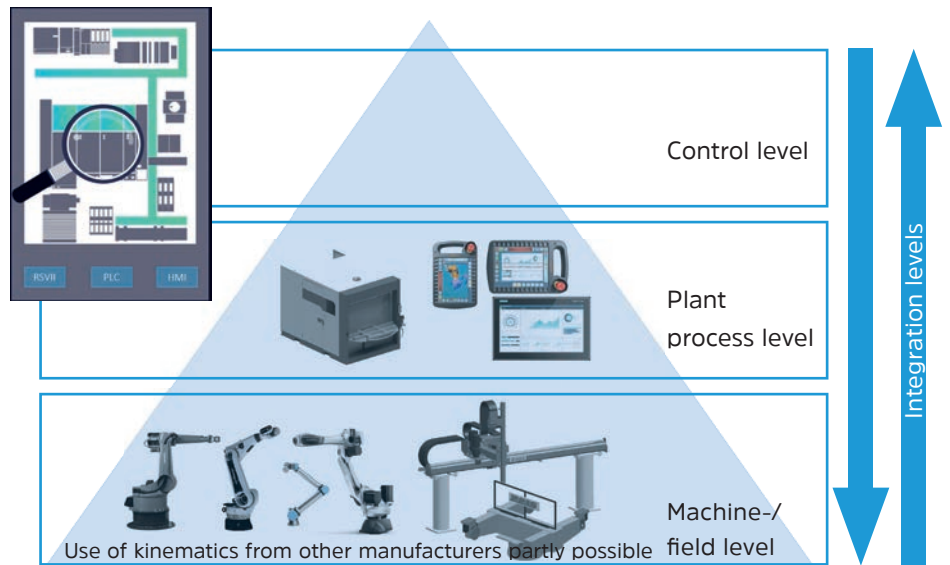 RSVII
PLC
HMI
Control level
Plant
process level
Machine-/
field level
Use of kinematics from other manufacturers partly possible
Integration levels